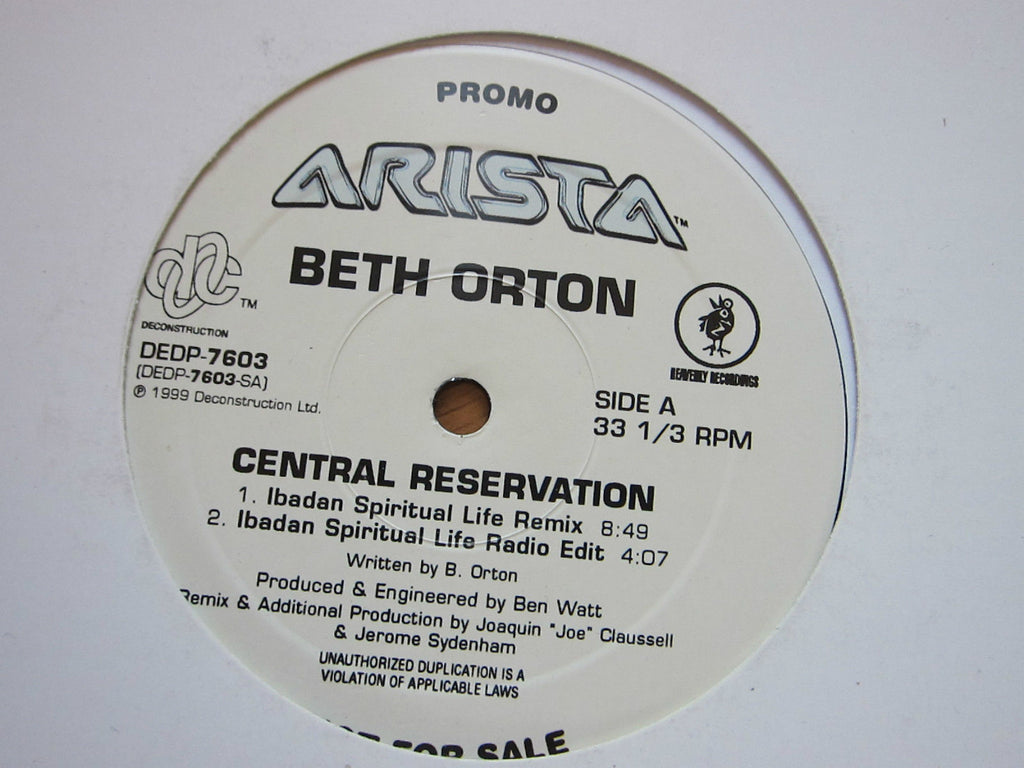 PROMO
ARISTA™
BETH ORTON
TM
DECONSTRUCTION
HEAVENLY RECORDINGS
DEDP-7603
(DEDP-7603-SA)
℗ 1999 Deconstruction Ltd.
SIDE A
33 1/3 RPM
CENTRAL RESERVATION
1. Ibadan Spiritual Life Remix 8:49
2. Ibadan Spiritual Life Radio Edit 4:07
Written by B. Orton
Produced & Engineered by Ben Watt
Remix & Additional Production by Joaquin "Joe" Claussell
& Jerome Sydenham
UNAUTHORIZED DUPLICATION IS A
VIOLATION OF APPLICABLE LAWS
FOR SALE